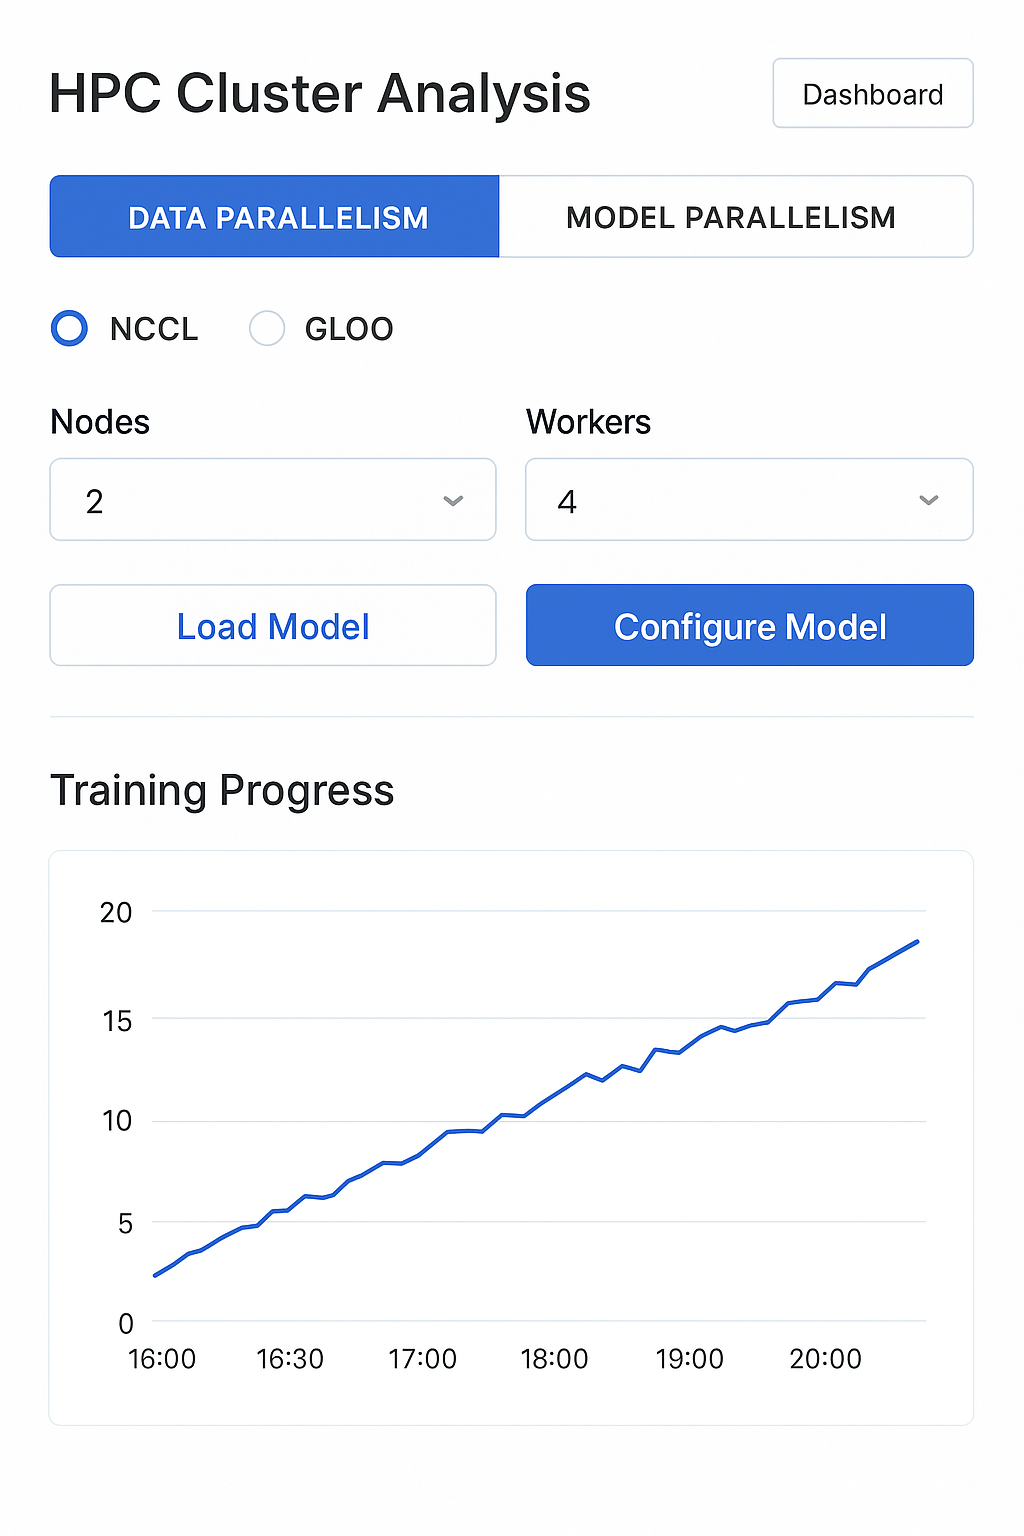 HPC Cluster Analysis
Dashboard
DATA PARALLELISM
MODEL PARALLELISM
NCCL
GLOO
Nodes
Workers
2
4
Load Model
Configure Model
Training Progress
20
15
10
5
0
16:00 16:30 17:00 18:00 19:00 20:00